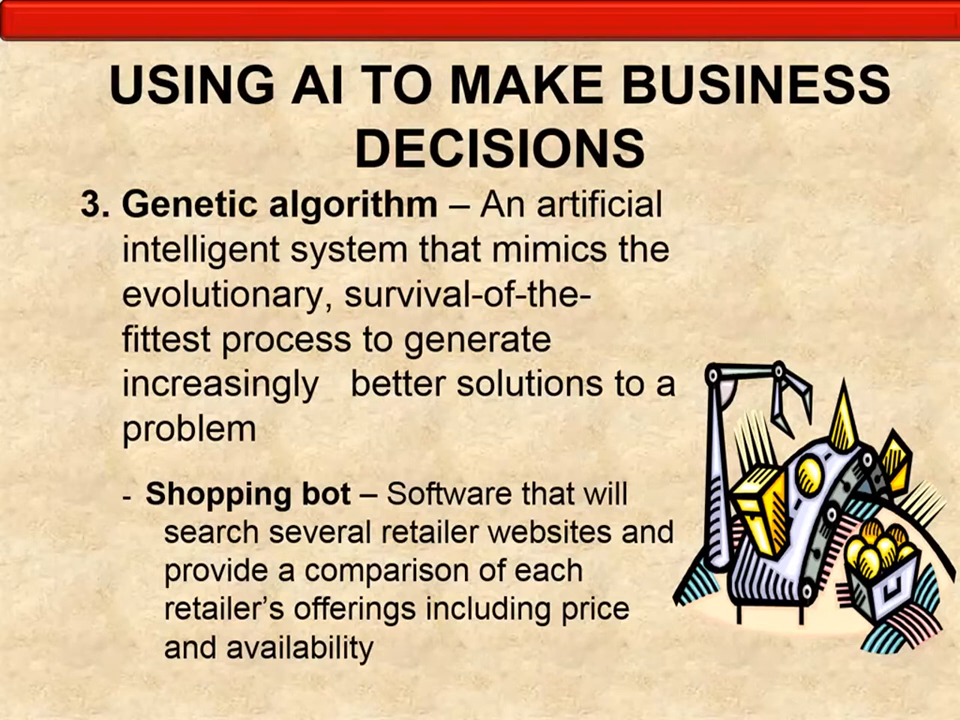 USING AI TO MAKE BUSINESS
DECISIONS
3. Genetic algorithm – An artificial
intelligent system that mimics the
evolutionary, survival-of-the-
fittest process to generate
increasingly   better solutions to a
problem
- Shopping bot – Software that will
search several retailer websites and
provide a comparison of each
retailer’s offerings including price
and availability